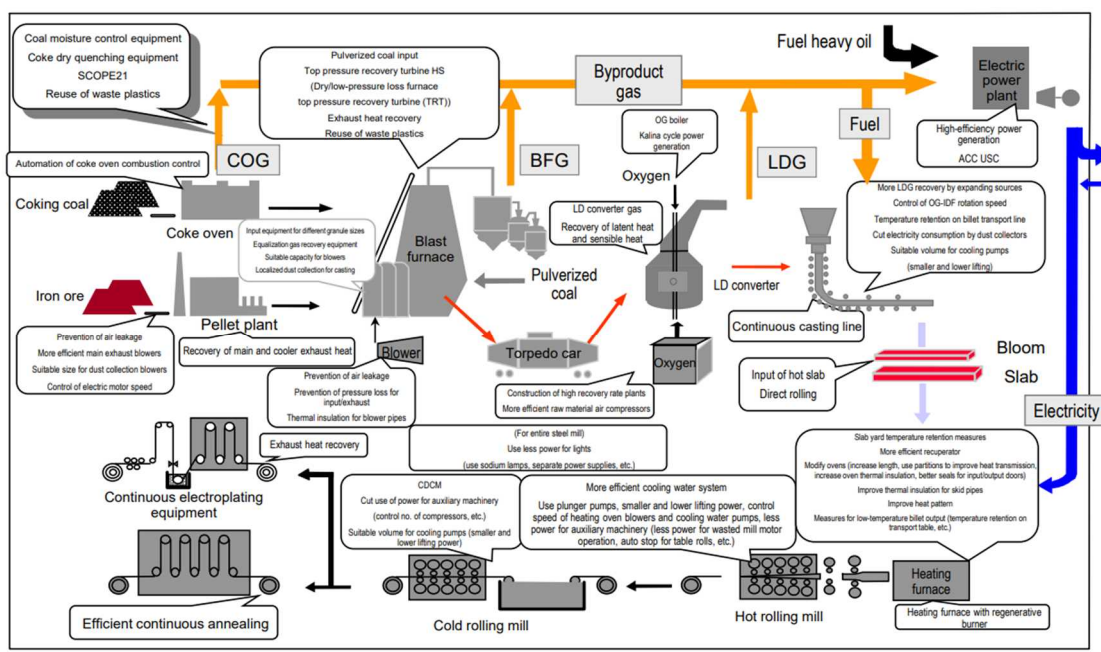 Coal moisture control equipment
Coke dry quenching equipment
SCOPE21
Reuse of waste plastics
Pulverized coal input
Top pressure recovery turbine HS
(Dry/low-pressure loss furnace
top pressure recovery turbine (TRT))
Exhaust heat recovery
Reuse of waste plastics
Byproduct
gas
Fuel heavy oil
Electric
power
plant
High-efficiency power
generation
ACC USC
OG boiler
Kalina cycle power
generation
Fuel
COG
BFG
LDG
Automation of coke oven combustion control
Coking coal
Coke oven
Input equipment for different granule sizes
Equalization gas recovery equipment
Suitable capacity for blowers
Localized dust collection for casting
Blast
furnace
Oxygen
LD converter gas
Recovery of latent heat
and sensible heat
More LDG recovery by expanding sources
Control of OG-IDF rotation speed
Temperature retention on billet transport line
Cut electricity consumption by dust collectors
Suitable volume for cooling pumps
(smaller and lower lifting)
Pulverized
coal
LD converter
Iron ore
Pellet plant
Continuous casting line
Prevention of air leakage
More efficient main exhaust blowers
Suitable size for dust collection blowers
Control of electric motor speed
Recovery of main and cooler exhaust heat
Blower
Torpedo car
Oxygen
Prevention of air leakage
Prevention of pressure loss for
input/exhaust
Thermal insulation for blower pipes
Construction of high recovery rate plants
More efficient raw material air compressors
Input of hot slab
Direct rolling
Bloom
Slab
Electricity
(For entire steel mill)
Use less power for lights
(use sodium lamps, separate power supplies, etc.)
Exhaust heat recovery
Continuous electroplating
equipment
CDCM
Cut use of power for auxiliary machinery
(control no. of compressors, etc.)
Suitable volume for cooling pumps (smaller and
lower lifting power)
More efficient cooling water system
Use plunger pumps, smaller and lower lifting power, control
speed of heating oven blowers and cooling water pumps, less
power for auxiliary machinery (less power for wasted mill motor
operation, auto stop for table rolls, etc.)
Slab yard temperature retention measures
More efficient recuperator
Modify ovens (increase length, use partitions to improve heat transmission,
increase oven thermal insulation, better seals for input/output doors)
Improve thermal insulation for skid pipes
Improve heat pattern
Measures for low-temperature billet output (temperature retention on
transport table, etc.)
Efficient continuous annealing
Cold rolling mill
Hot rolling mill
Heating
furnace
Heating furnace with regenerative
burner